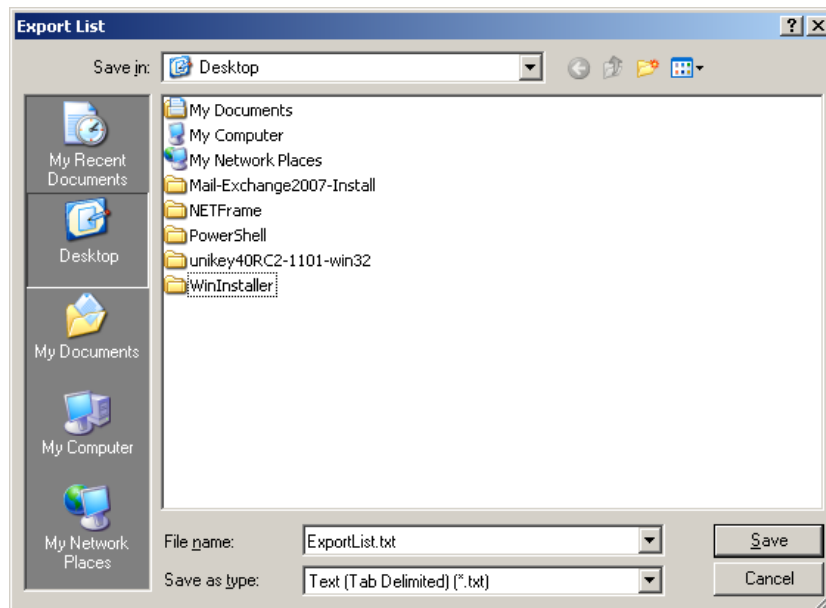 Export List
Save in:
Desktop
My Recent
Documents
Desktop
My Documents
My Computer
My Network
Places
My Documents
My Computer
My Network Places
Mail-Exchange2007-Install
NETFrame
PowerShell
unikey40RC2-1101-win32
WinInstaller
File name:
ExportList.txt
Save
Save as type:
Text (Tab Delimited) (*.txt)
Cancel